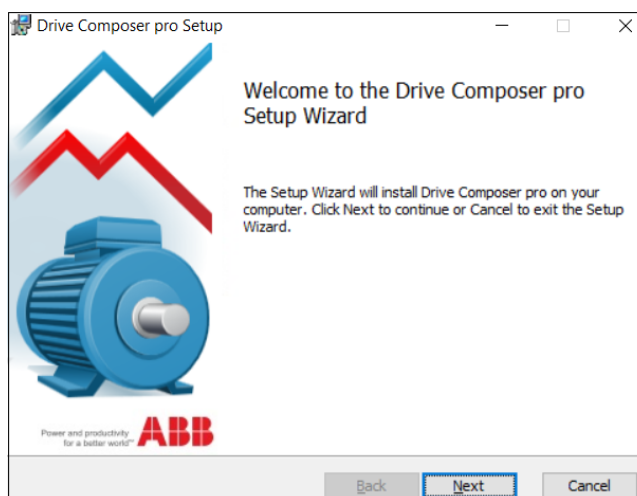 Drive Composer pro Setup
Welcome to the Drive Composer pro
Setup Wizard
The Setup Wizard will install Drive Composer pro on your
computer. Click Next to continue or Cancel to exit the Setup
Wizard.
Power and productivity
for a better world™
ABB
Back Next Cancel